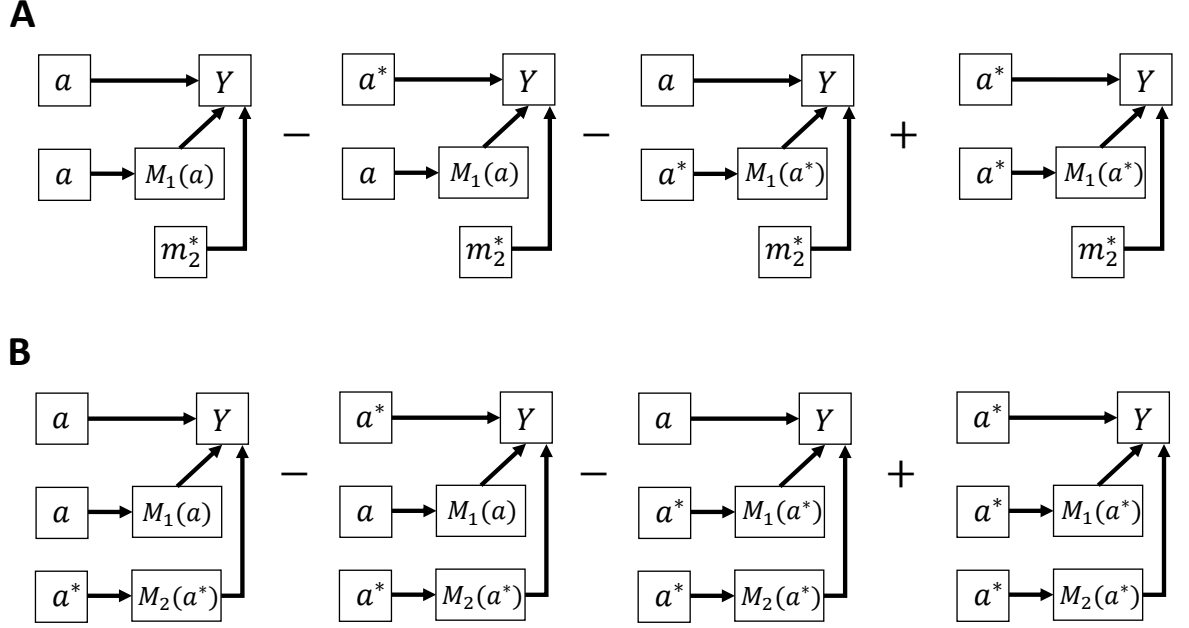 A
a Y a* Y a Y a* Y
− − +
a M₁(a) a M₁(a) a* M₁(a*) a* M₁(a*)
m₂* m₂* m₂* m₂*
B
a Y a* Y a Y a* Y
− − +
a M₁(a) a M₁(a) a* M₁(a*) a* M₁(a*)
a* M₂(a*) a* M₂(a*) a* M₂(a*) a* M₂(a*)